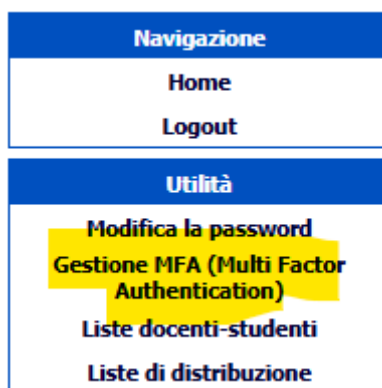 Navigazione
Home
Logout
Utilità
Modifica la password
Gestione MFA (Multi Factor
Authentication)
Liste docenti-studenti
Liste di distribuzione